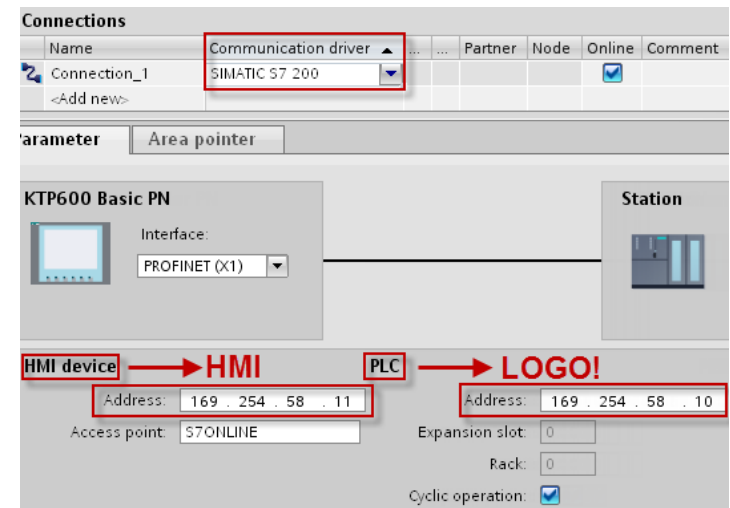 Connections
Name Communication driver ... ... Partner Node Online Comment
Connection_1 SIMATIC S7 200
<Add new>
Parameter Area pointer
KTP600 Basic PN Station
Interface:
PROFINET (X1)
HMI device HMI PLC LOGO!
Address: 169 . 254 . 58 . 11 Address: 169 . 254 . 58 . 10
Access point: S7ONLINE Expansion slot: 0
Rack: 0
Cyclic operation: